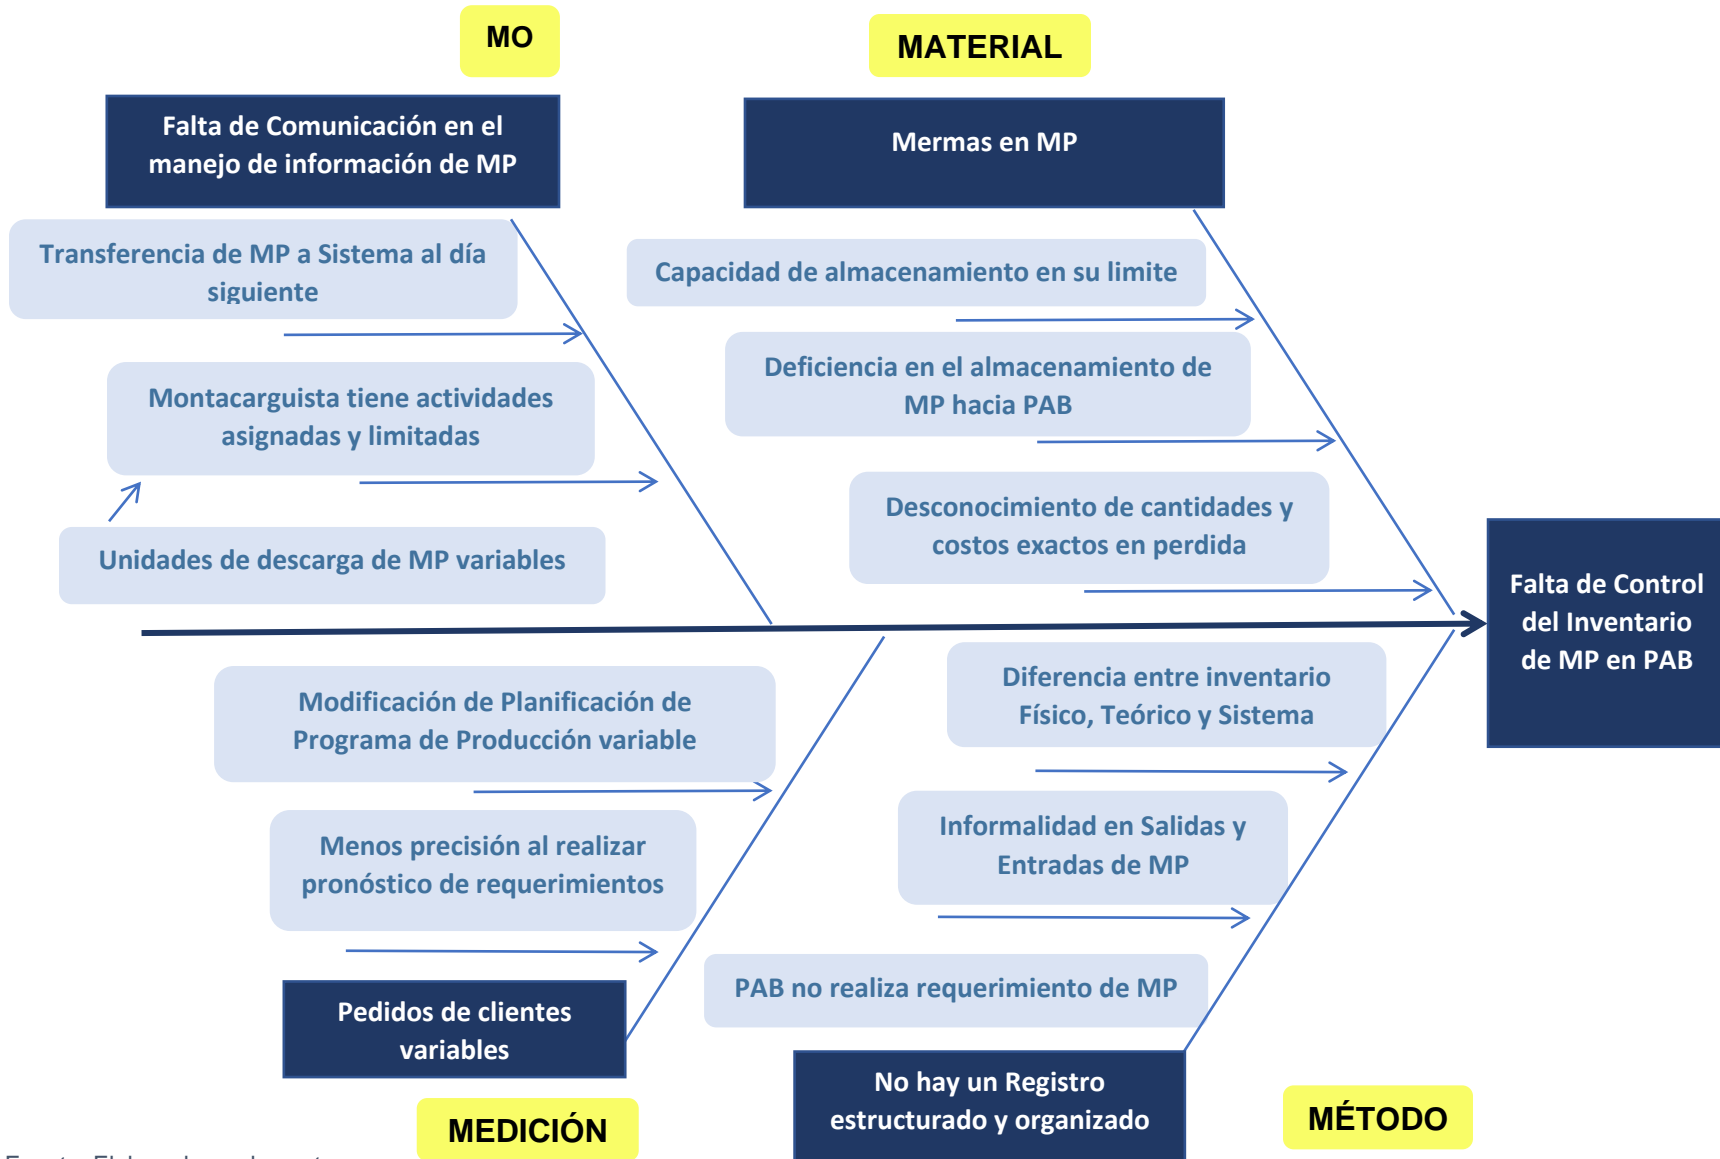 MO
MATERIAL
Falta de Comunicación en el
manejo de información de MP
Mermas en MP
Transferencia de MP a Sistema al día
siguiente
Capacidad de almacenamiento en su limite
Montacarguista tiene actividades
asignadas y limitadas
Deficiencia en el almacenamiento de
MP hacia PAB
Unidades de descarga de MP variables
Desconocimiento de cantidades y
costos exactos en perdida
Falta de Control
del Inventario
de MP en PAB
Modificación de Planificación de
Programa de Producción variable
Diferencia entre inventario
Físico, Teórico y Sistema
Menos precisión al realizar
pronóstico de requerimientos
Informalidad en Salidas y
Entradas de MP
PAB no realiza requerimiento de MP
Pedidos de clientes
variables
No hay un Registro
estructurado y organizado
MEDICIÓN
MÉTODO